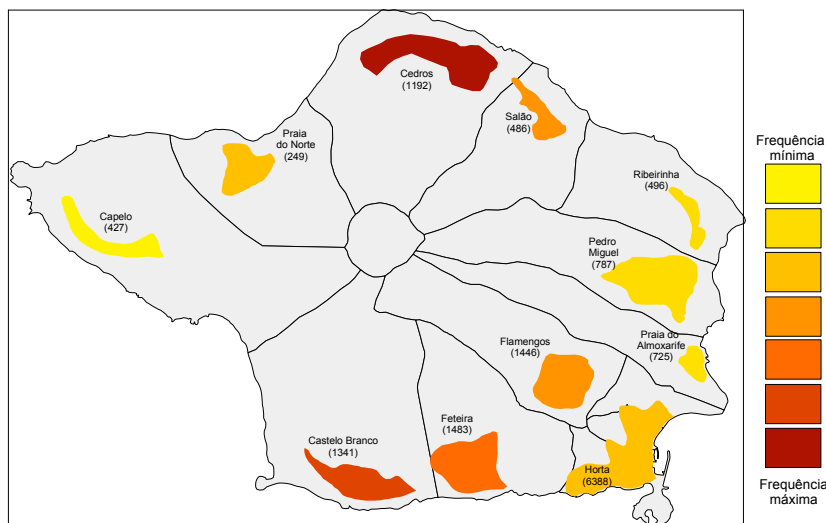 Cedros
(1192)
Salão
(486)
Praia
do Norte
(249)
Ribeirinha
(496)
Capelo
(427)
Pedro
Miguel
(787)
Praia do
Almoxarife
(725)
Flamengos
(1446)
Feteira
(1483)
Castelo Branco
(1341)
Horta
(6388)
Frequência
mínima
Frequência
máxima